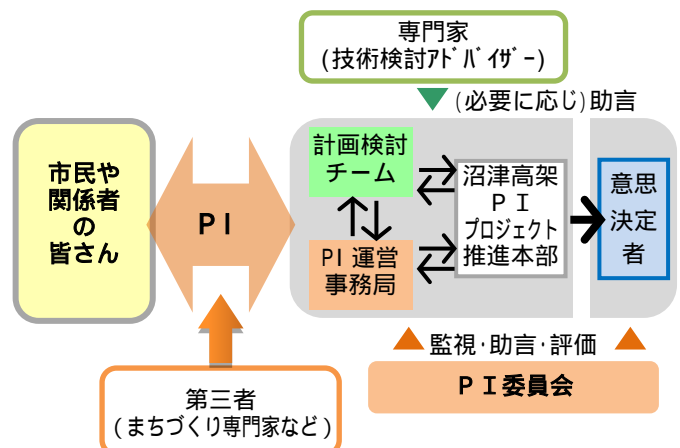 専門家
(技術検討ｱﾄﾞﾊﾞｲｻﾞｰ)
(必要に応じ)助言
市民や
関係者
の
皆さん
ＰＩ
計画検討
チーム
PI 運営
事務局
沼津高架
ＰＩ
プロジェクト
推進本部
意思
決定
者
監視･助言･評価
ＰＩ委員会
第三者
(まちづくり専門家など)